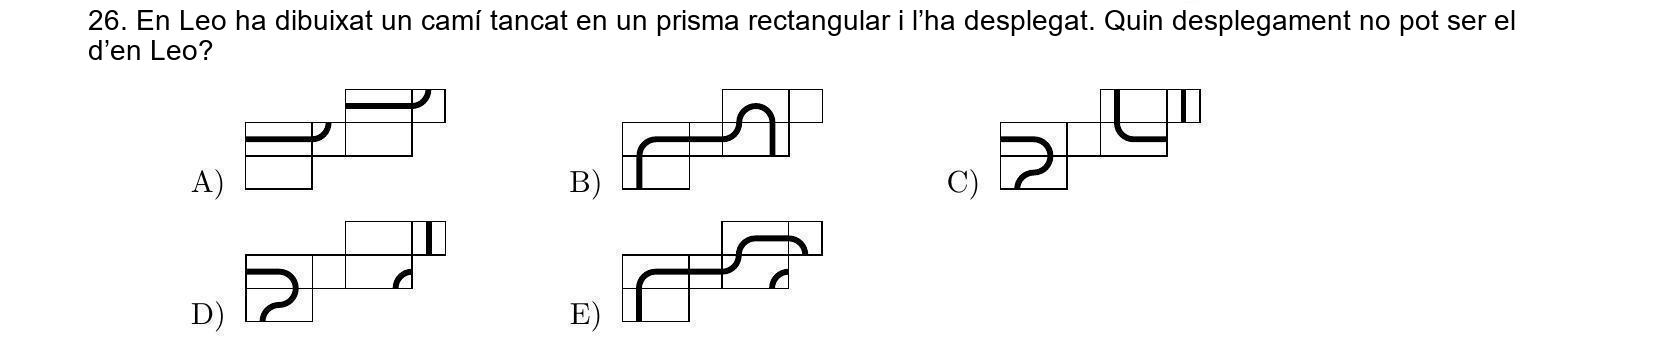 26. En Leo ha dibuixat un camí tancat en un prisma rectangular i l’ha desplegat. Quin desplegament no pot ser el
d’en Leo?
A) B) C)
D) E)